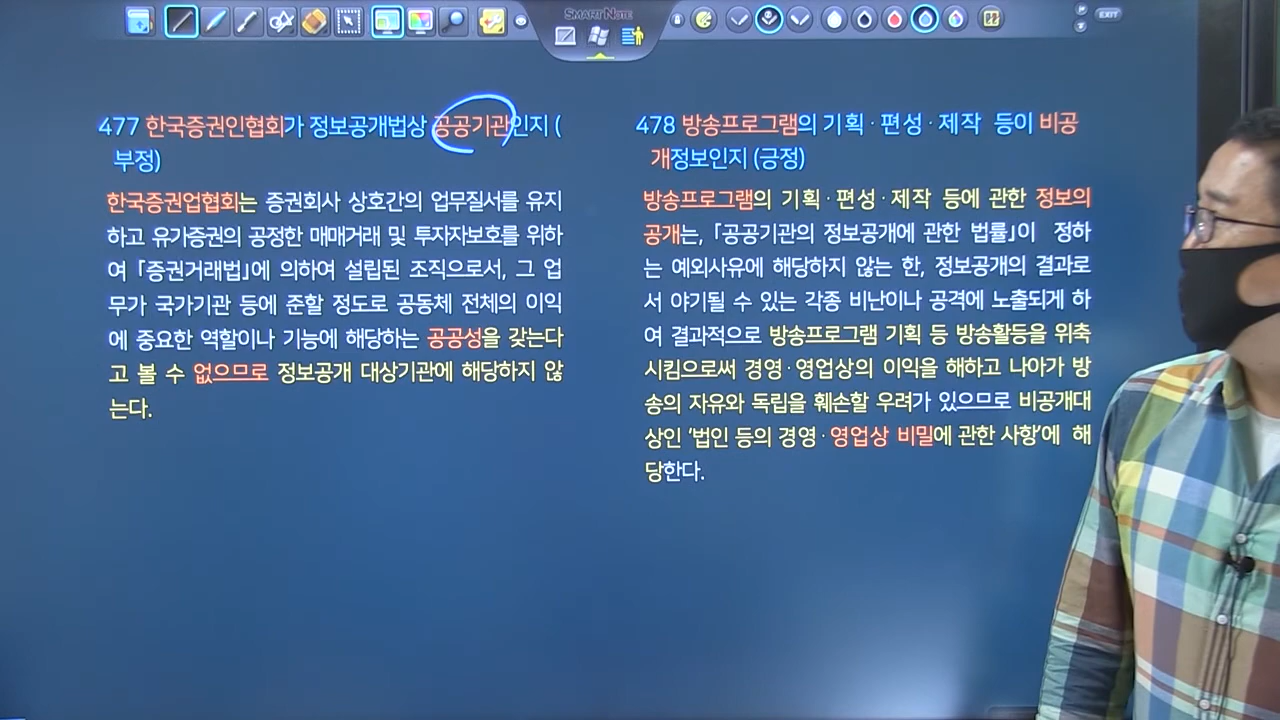 SMARTNOTE
EXIT
477 한국증권인협회가 정보공개법상 공공기관인지 (
부정)
한국증권업협회는 증권회사 상호간의 업무질서를 유지
하고 유가증권의 공정한 매매거래 및 투자자보호를 위하
여 「증권거래법」에 의하여 설립된 조직으로서, 그 업
무가 국가기관 등에 준할 정도로 공동체 전체의 이익
에 중요한 역할이나 기능에 해당하는 공공성을 갖는다
고 볼 수 없으므로 정보공개 대상기관에 해당하지 않
는다.
478 방송프로그램의 기획·편성·제작 등이 비공
개정보인지 (긍정)
방송프로그램의 기획·편성·제작 등에 관한 정보의
공개는, 「공공기관의 정보공개에 관한 법률」이 정하
는 예외사유에 해당하지 않는 한, 정보공개의 결과로
서 야기될 수 있는 각종 비난이나 공격에 노출되게 하
여 결과적으로 방송프로그램 기획 등 방송활등을 위축
시킴으로써 경영·영업상의 이익을 해하고 나아가 방
송의 자유와 독립을 훼손할 우려가 있으므로 비공개대
상인 '법인 등의 경영·영업상 비밀에 관한 사항'에 해
당한다.